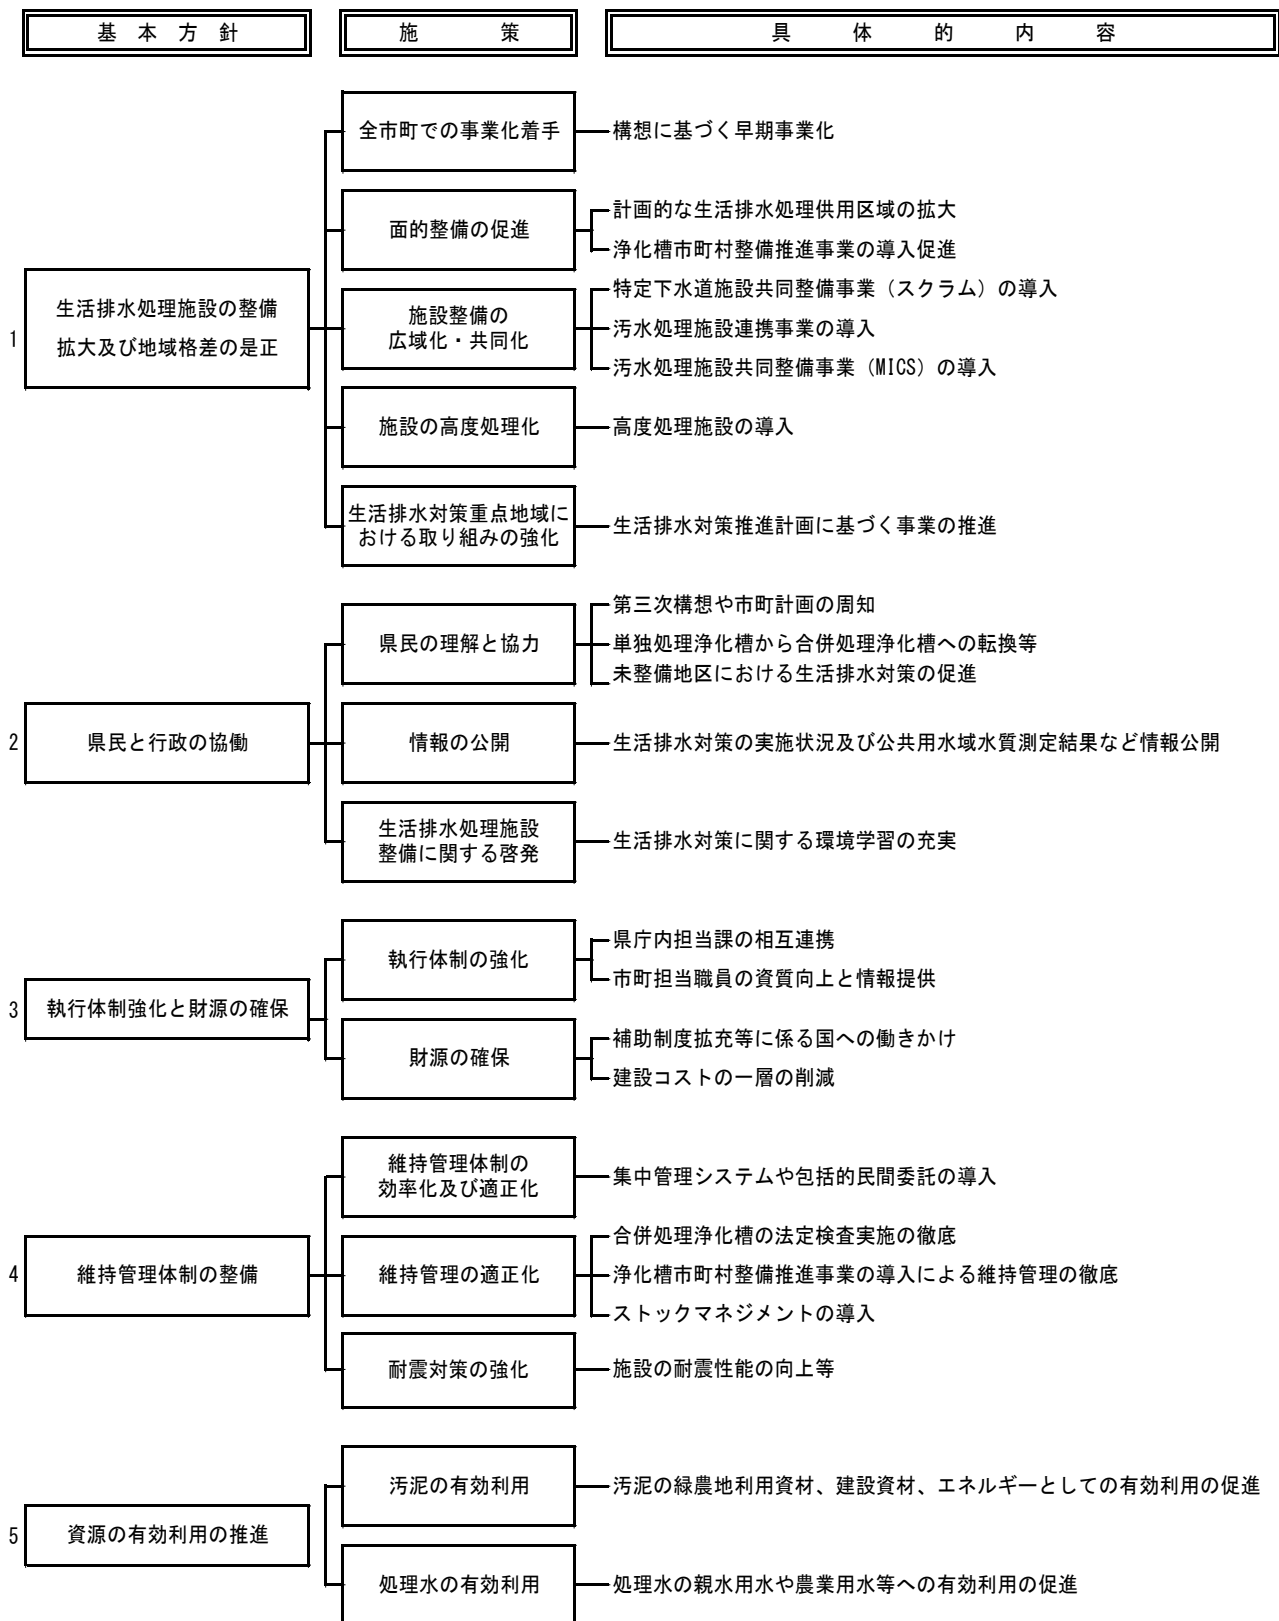 基本方針
施策
具体的内容
1
生活排水処理施設の整備
拡大及び地域格差の是正
全市町での事業化着手
構想に基づく早期事業化
面的整備の促進
計画的な生活排水処理供用区域の拡大
浄化槽市町村整備推進事業の導入促進
施設整備の
広域化・共同化
特定下水道施設共同整備事業（スクラム）の導入
汚水処理施設連携事業の導入
汚水処理施設共同整備事業（MICS）の導入
施設の高度処理化
高度処理施設の導入
生活排水対策重点地域に
おける取り組みの強化
生活排水対策推進計画に基づく事業の推進
2
県民と行政の協働
県民の理解と協力
第三次構想や市町計画の周知
単独処理浄化槽から合併処理浄化槽への転換等
未整備地区における生活排水対策の促進
情報の公開
生活排水対策の実施状況及び公共用水域水質測定結果など情報公開
生活排水処理施設
整備に関する啓発
生活排水対策に関する環境学習の充実
3
執行体制強化と財源の確保
執行体制の強化
県庁内担当課の相互連携
市町担当職員の資質向上と情報提供
財源の確保
補助制度拡充等に係る国への働きかけ
建設コストの一層の削減
4
維持管理体制の整備
維持管理体制の
効率化及び適正化
集中管理システムや包括的民間委託の導入
維持管理の適正化
合併処理浄化槽の法定検査実施の徹底
浄化槽市町村整備推進事業の導入による維持管理の徹底
ストックマネジメントの導入
耐震対策の強化
施設の耐震性能の向上等
5
資源の有効利用の推進
汚泥の有効利用
汚泥の緑農地利用資材、建設資材、エネルギーとしての有効利用の促進
処理水の有効利用
処理水の親水用水や農業用水等への有効利用の促進